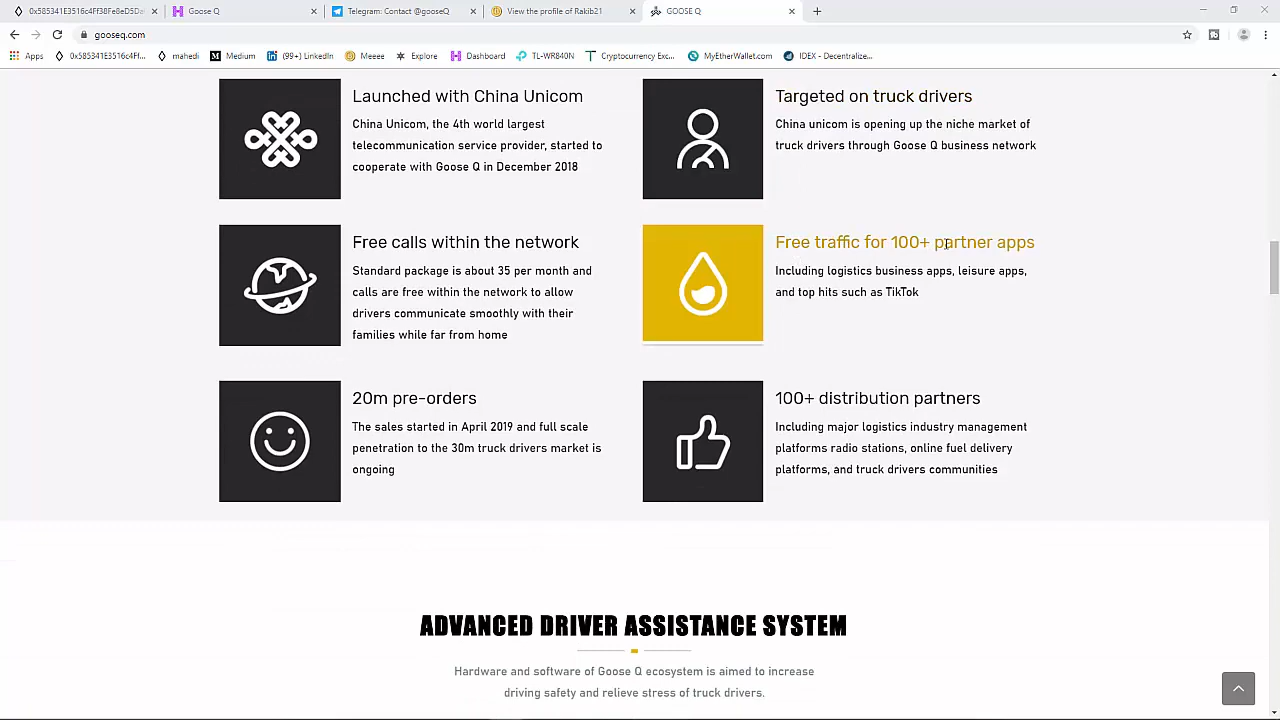 0x585341E3516c4Ff38Fe8eD5Dal
Goose Q
Telegram: Contact @gooseQ
View the profile of Rakib21
GOOSE Q
gooseq.com
Apps
0x585341E3516c4Ff...
mahedi
Medium
(99+) LinkedIn
Meeee
Explore
Dashboard
TL-WR840N
Cryptocurrency Exc...
MyEtherWallet.com
IDEX - Decentralize...
Launched with China Unicom
China Unicom, the 4th world largest
telecommunication service provider, started to
cooperate with Goose Q in December 2018
Targeted on truck drivers
China unicom is opening up the niche market of
truck drivers through Goose Q business network
Free calls within the network
Standard package is about 35 per month and
calls are free within the network to allow
drivers communicate smoothly with their
families while far from home
Free traffic for 100+ partner apps
Including logistics business apps, leisure apps,
and top hits such as TikTok
20m pre-orders
The sales started in April 2019 and full scale
penetration to the 30m truck drivers market is
ongoing
100+ distribution partners
Including major logistics industry management
platforms radio stations, online fuel delivery
platforms, and truck drivers communities
ADVANCED DRIVER ASSISTANCE SYSTEM
Hardware and software of Goose Q ecosystem is aimed to increase
driving safety and relieve stress of truck drivers.